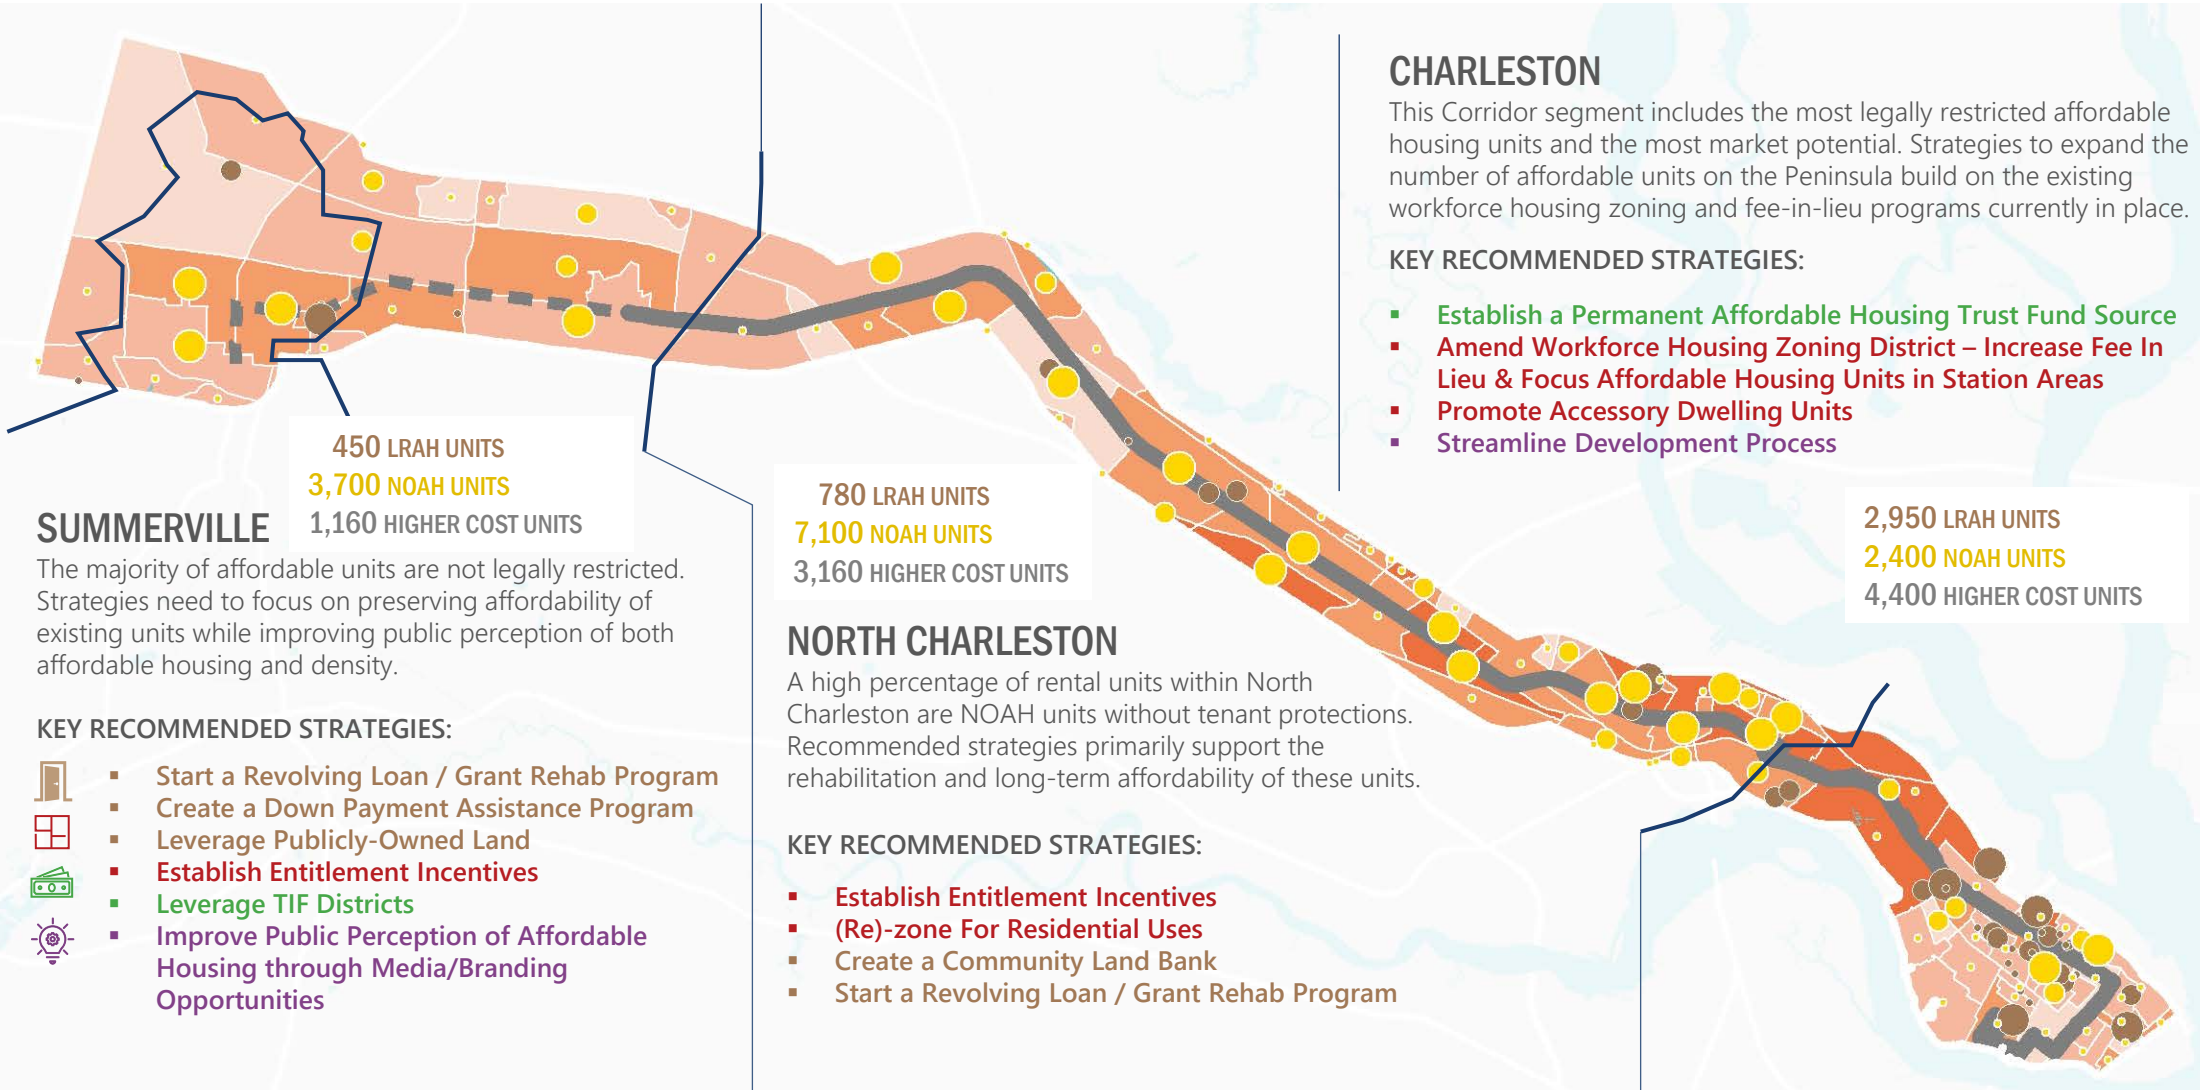 450 LRAH UNITS
3,700 NOAH UNITS
1,160 HIGHER COST UNITS
SUMMERVILLE
The majority of affordable units are not legally restricted.
Strategies need to focus on preserving affordability of
existing units while improving public perception of both
affordable housing and density.
KEY RECOMMENDED STRATEGIES:
▪ Start a Revolving Loan / Grant Rehab Program
▪ Create a Down Payment Assistance Program
▪ Leverage Publicly-Owned Land
▪ Establish Entitlement Incentives
▪ Leverage TIF Districts
▪ Improve Public Perception of Affordable
Housing through Media/Branding
Opportunities
780 LRAH UNITS
7,100 NOAH UNITS
3,160 HIGHER COST UNITS
NORTH CHARLESTON
A high percentage of rental units within North
Charleston are NOAH units without tenant protections.
Recommended strategies primarily support the
rehabilitation and long-term affordability of these units.
KEY RECOMMENDED STRATEGIES:
▪ Establish Entitlement Incentives
▪ (Re)-zone For Residential Uses
▪ Create a Community Land Bank
▪ Start a Revolving Loan / Grant Rehab Program
CHARLESTON
This Corridor segment includes the most legally restricted affordable
housing units and the most market potential. Strategies to expand the
number of affordable units on the Peninsula build on the existing
workforce housing zoning and fee-in-lieu programs currently in place.
KEY RECOMMENDED STRATEGIES:
▪ Establish a Permanent Affordable Housing Trust Fund Source
▪ Amend Workforce Housing Zoning District – Increase Fee In
Lieu & Focus Affordable Housing Units in Station Areas
▪ Promote Accessory Dwelling Units
▪ Streamline Development Process
2,950 LRAH UNITS
2,400 NOAH UNITS
4,400 HIGHER COST UNITS